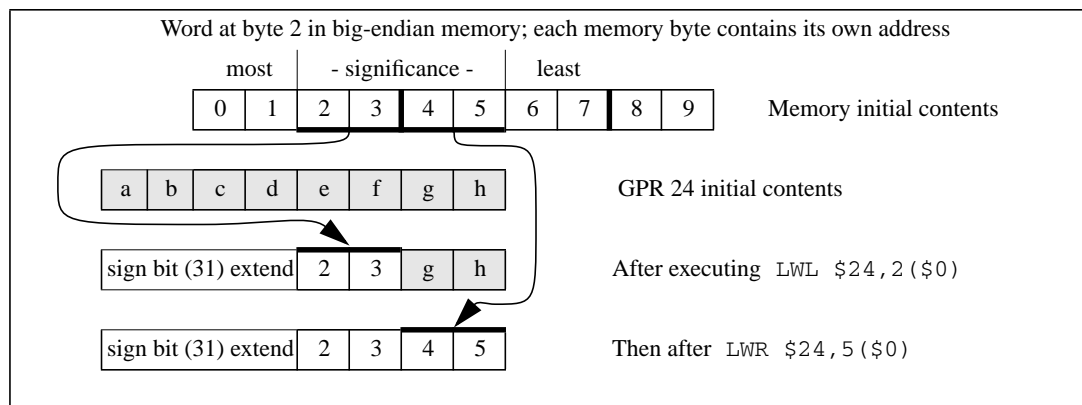 Word at byte 2 in big-endian memory; each memory byte contains its own address
most - significance - least
0 1 2 3 4 5 6 7 8 9 Memory initial contents
a b c d e f g h GPR 24 initial contents
sign bit (31) extend 2 3 g h After executing LWL $24,2($0)
sign bit (31) extend 2 3 4 5 Then after LWR $24,5($0)